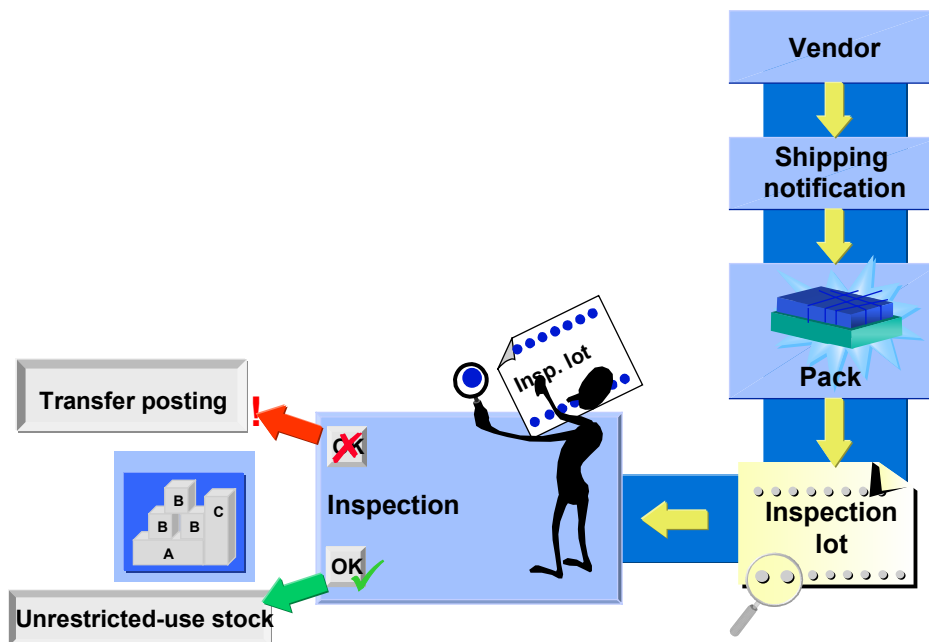 Vendor
Shipping
notification
Pack
Insp. lot
Transfer posting
!
OK
Inspection
Inspection
lot
B
C
B
B
A
OK
Unrestricted-use stock